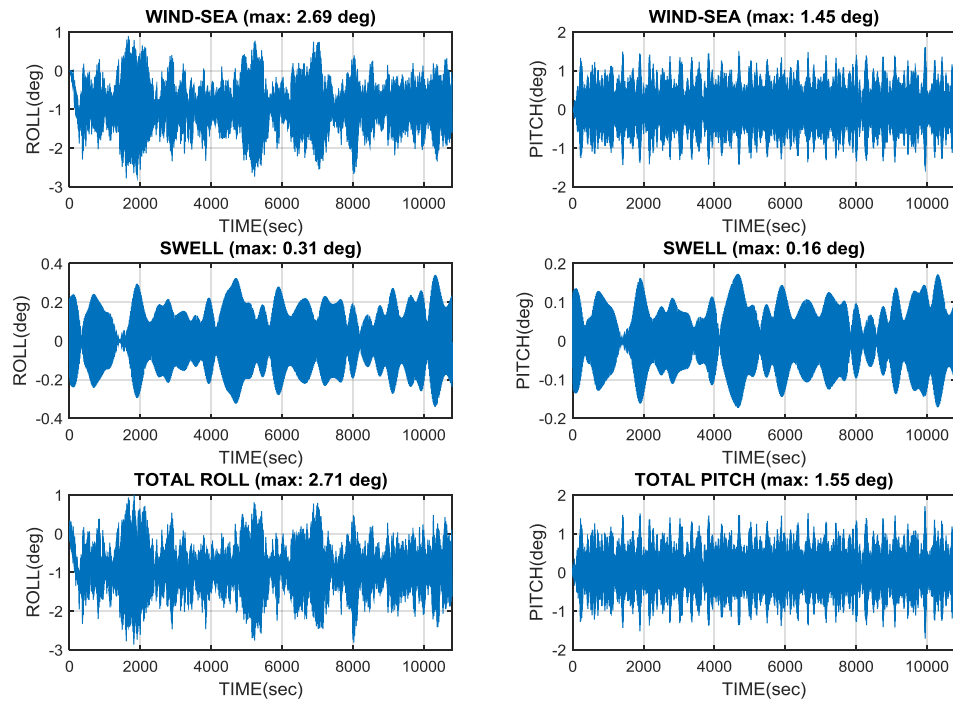 WIND-SEA (max: 2.69 deg)
1
0
-1
-2
-3
ROLL(deg)
0 2000 4000 6000 8000 10000
TIME(sec)
WIND-SEA (max: 1.45 deg)
2
1
0
-1
-2
PITCH(deg)
0 2000 4000 6000 8000 10000
TIME(sec)
SWELL (max: 0.31 deg)
0.4
0.2
0
-0.2
-0.4
ROLL(deg)
0 2000 4000 6000 8000 10000
TIME(sec)
SWELL (max: 0.16 deg)
0.2
0.1
0
-0.1
-0.2
PITCH(deg)
0 2000 4000 6000 8000 10000
TIME(sec)
TOTAL ROLL (max: 2.71 deg)
1
0
-1
-2
-3
ROLL(deg)
0 2000 4000 6000 8000 10000
TIME(sec)
TOTAL PITCH (max: 1.55 deg)
2
1
0
-1
-2
PITCH(deg)
0 2000 4000 6000 8000 10000
TIME(sec)